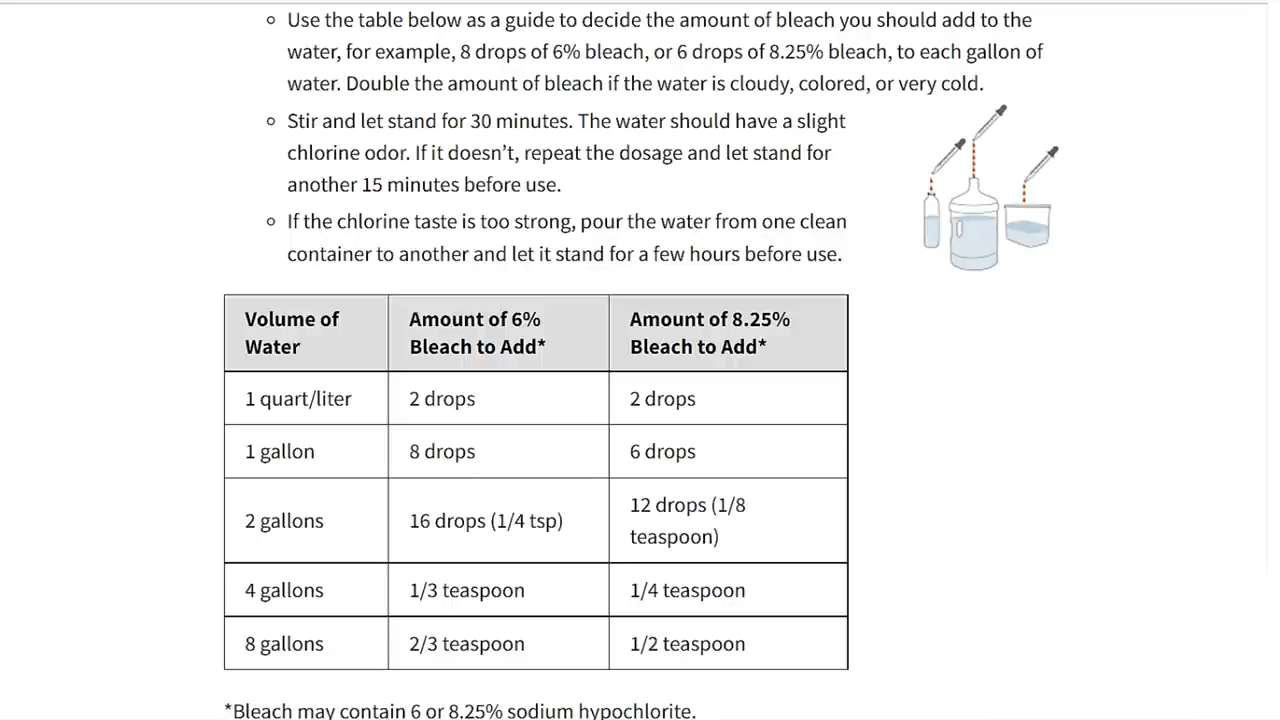 Use the table below as a guide to decide the amount of bleach you should add to the
water, for example, 8 drops of 6% bleach, or 6 drops of 8.25% bleach, to each gallon of
water. Double the amount of bleach if the water is cloudy, colored, or very cold.
Stir and let stand for 30 minutes. The water should have a slight
chlorine odor. If it doesn’t, repeat the dosage and let stand for
another 15 minutes before use.
If the chlorine taste is too strong, pour the water from one clean
container to another and let it stand for a few hours before use.
Volume of Water | Amount of 6% Bleach to Add* | Amount of 8.25% Bleach to Add*
1 quart/liter | 2 drops | 2 drops
1 gallon | 8 drops | 6 drops
2 gallons | 16 drops (1/4 tsp) | 12 drops (1/8 teaspoon)
4 gallons | 1/3 teaspoon | 1/4 teaspoon
8 gallons | 2/3 teaspoon | 1/2 teaspoon
*Bleach may contain 6 or 8.25% sodium hypochlorite.